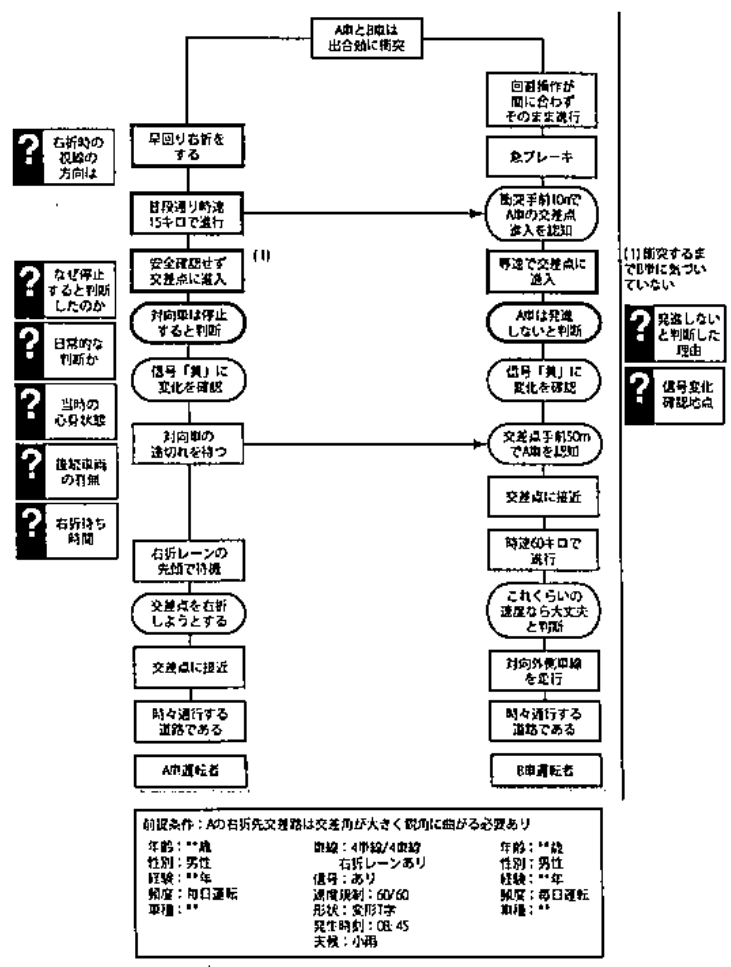 A車とB車は
出合頭に衝突
回避操作が
間に合わず
そのまま進行
?
右折時の
視線の
方向は
早回り右折を
する
急ブレーキ
普段通り時速
15キロで進行
衝突手前10mで
A車の交差点
進入を認知
安全確認せず
交差点に進入
(1)
等速で交差点に
進入
(1)衝突するま
でB車に気づい
ていない
?
なぜ停止
すると判断
したのか
対向車は停止
すると判断
A車は発進
しないと判断
?
発進しない
と判断した
理由
?
日常的な
判断か
信号「黄」に
変化を確認
信号「黄」に
変化を確認
?
信号変化
確認地点
?
当時の
心身状態
対向車の
途切れを待つ
交差点手前50m
でA車を認知
?
後続車両
の有無
交差点に接近
?
右折待ち
時間
右折レーンの
先頭で待機
時速60キロで
進行
交差点を右折
しようとする
これくらいの
速度なら大丈夫
と判断
交差点に接近
対向外側車線
を走行
時々通行する
道路である
時々通行する
道路である
A車運転者
B車運転者
前提条件：Aの右折先交差路は交差角が大きく鋭角に曲がる必要あり
年齢：**歳
性別：男性
経験：**年
頻度：毎日運転
車種：**
車線：4車線/4車線
右折レーンあり
信号：あり
速度規制：60/60
形状：変形T字
発生時刻：08:45
天候：小雨
年齢：**歳
性別：男性
経験：**年
頻度：毎日運転
車種：**